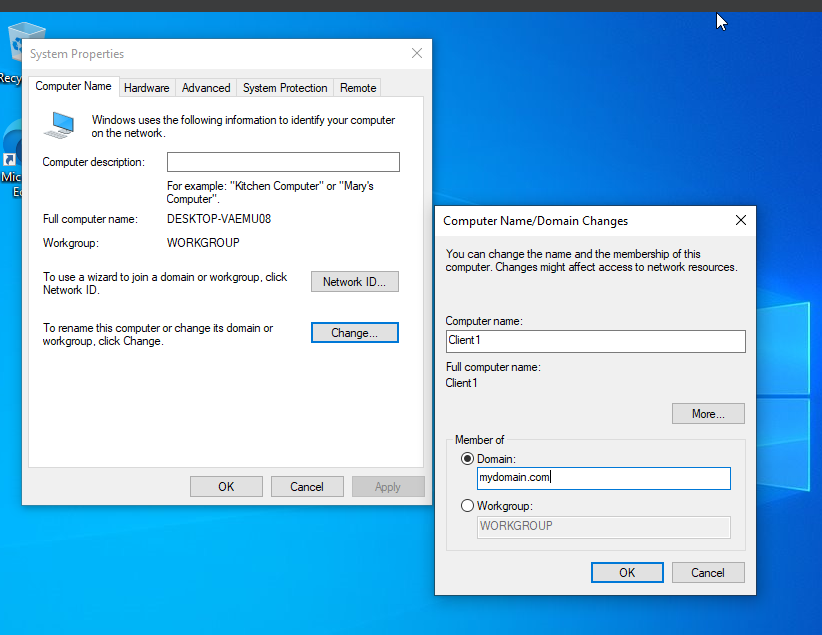 Recyc
Mic
Ec
System Properties
Computer Name Hardware Advanced System Protection Remote
Windows uses the following information to identify your computer
on the network.
Computer description:
For example: "Kitchen Computer" or "Mary's
Computer".
Full computer name: DESKTOP-VAEMU08
Workgroup: WORKGROUP
To use a wizard to join a domain or workgroup, click
Network ID.
Network ID...
To rename this computer or change its domain or
workgroup, click Change.
Change...
OK Cancel Apply
Computer Name/Domain Changes
You can change the name and the membership of this
computer. Changes might affect access to network resources.
Computer name:
Client1
Full computer name:
Client1
More...
Member of
Domain:
mydomain.com
Workgroup:
WORKGROUP
OK Cancel